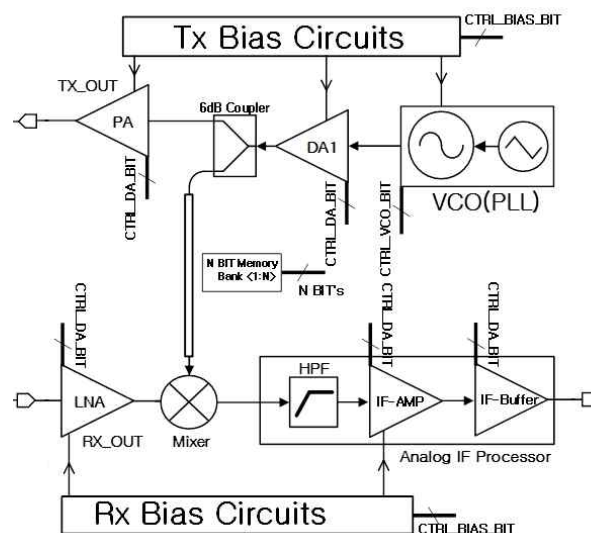 CTRL_BIAS_BIT
Tx Bias Circuits
TX_OUT
6dB Coupler
PA
DA1
VCO(PLL)
CTRL_DA_BIT
CTRL_DA_BIT
CTRL_VCO_BIT
N BIT Memory
Bank <1:N>
N BIT's
CTRL_DA_BIT
CTRL_DA_BIT
CTRL_DA_BIT
HPF
LNA
IF-AMP
IF-Buffer
RX_OUT
Mixer
Analog IF Processor
Rx Bias Circuits
CTRL_BIAS_BIT